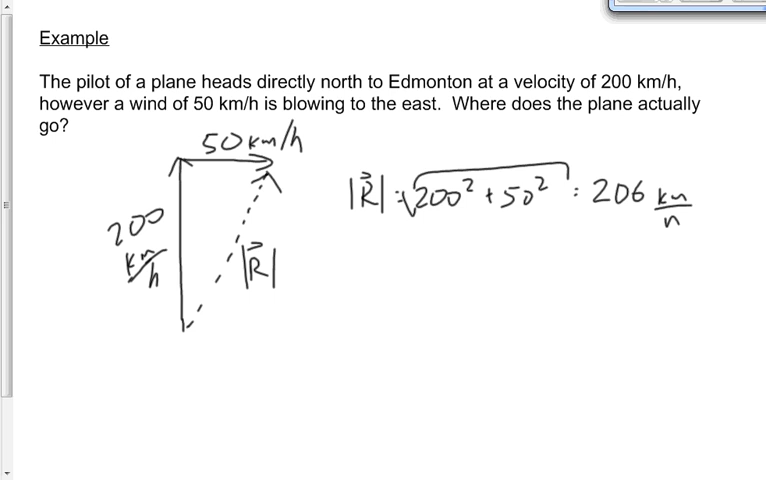 Example
The pilot of a plane heads directly north to Edmonton at a velocity of 200 km/h,
however a wind of 50 km/h is blowing to the east. Where does the plane actually
go?
50 km/h
|R⃗| = √200² + 50² = 206 km/h
200
km/h
|R⃗|